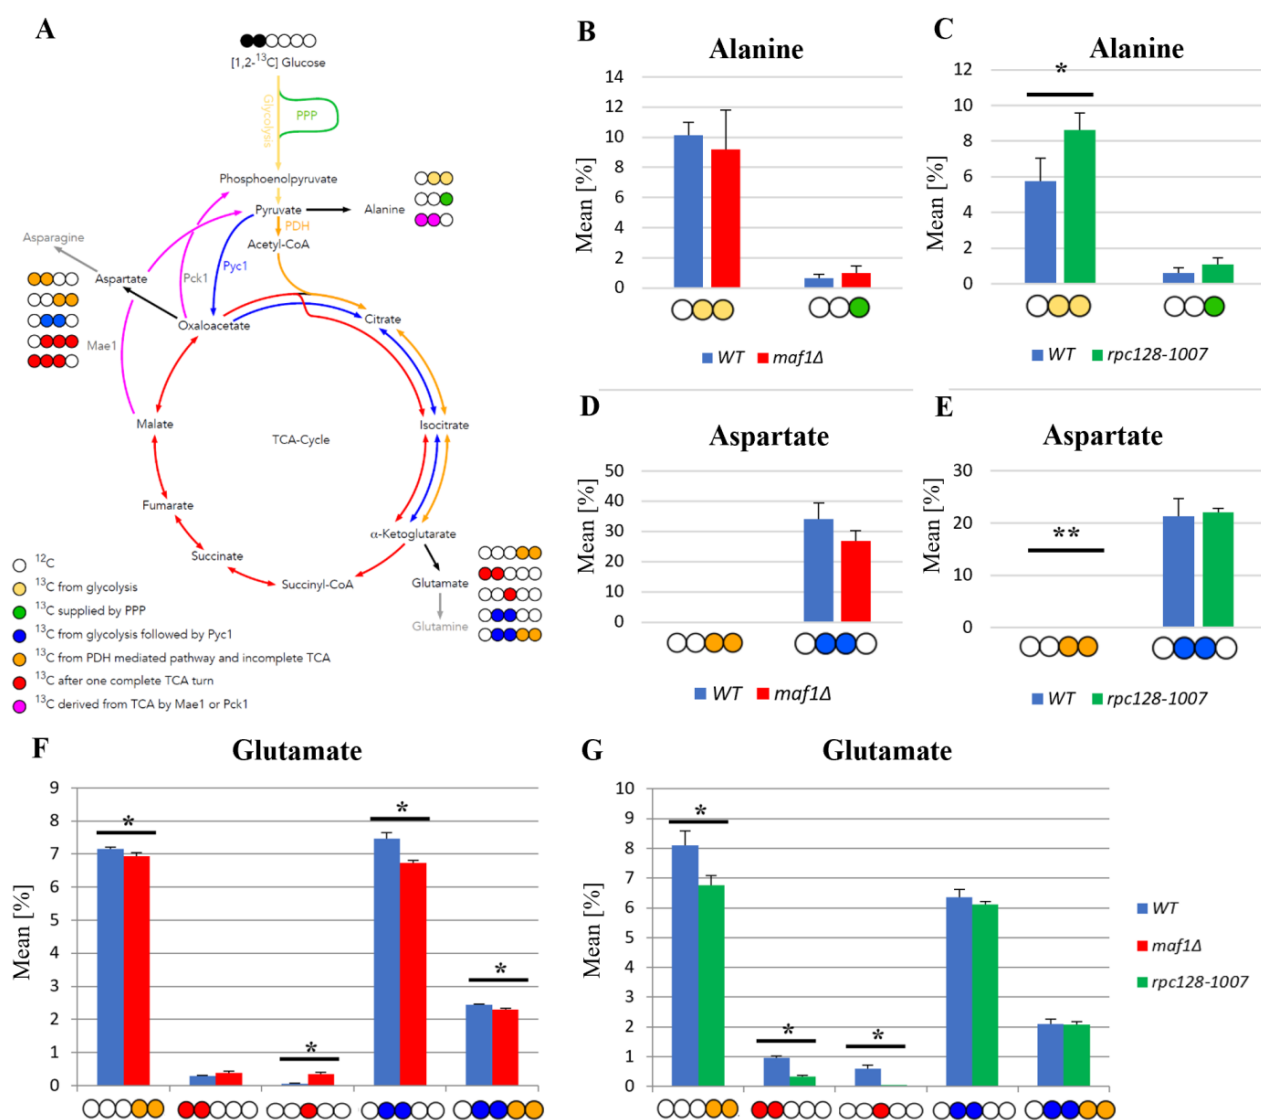 A
[1,2-¹³C] Glucose
Glycolysis
PPP
Phosphoenolpyruvate
Pyruvate
Alanine
PDH
Acetyl-CoA
Asparagine
Aspartate
Pck1
Pyc1
Oxaloacetate
Citrate
Mae1
Malate
TCA-Cycle
Isocitrate
Fumarate
α-Ketoglutarate
Succinate
Succinyl-CoA
Glutamate
Glutamine
¹²C
¹³C from glycolysis
¹³C supplied by PPP
¹³C from glycolysis followed by Pyc1
¹³C from PDH mediated pathway and incomplete TCA
¹³C after one complete TCA turn
¹³C derived from TCA by Mae1 or Pck1
B
Alanine
Mean [%]
14
12
10
8
6
4
2
0
WT maf1Δ
C
Alanine
Mean [%]
12
10
8
6
4
2
0
*
WT rpc128-1007
D
Aspartate
Mean [%]
50
40
30
20
10
0
WT maf1Δ
E
Aspartate
Mean [%]
30
20
10
0
**
WT rpc128-1007
F
Glutamate
Mean [%]
9
8
7
6
5
4
3
2
1
0
*
*
*
*
G
Glutamate
Mean [%]
10
9
8
7
6
5
4
3
2
1
0
*
*
*
WT
maf1Δ
rpc128-1007